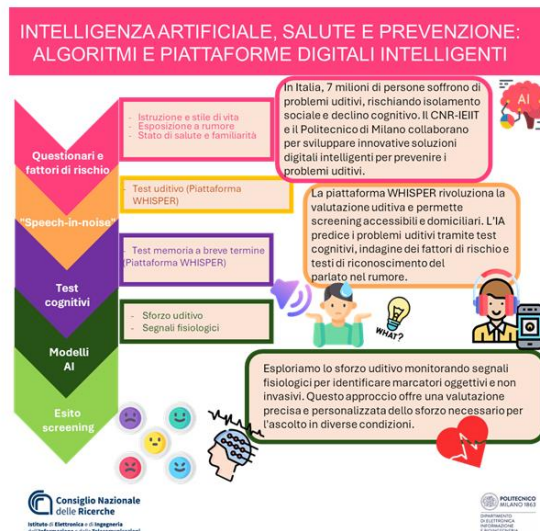 INTELLIGENZA ARTIFICIALE, SALUTE E PREVENZIONE:
ALGORITMI E PIATTAFORME DIGITALI INTELLIGENTI
Questionari e
fattori di rischio
- Istruzione e stile di vita
- Esposizione a rumore
- Stato di salute e familiarità
In Italia, 7 milioni di persone soffrono di
problemi uditivi, rischiando isolamento
sociale e declino cognitivo. Il CNR-IEIIT
e il Politecnico di Milano collaborano
per sviluppare innovative soluzioni
digitali intelligenti per prevenire i
problemi uditivi.
AI
"Speech-in-noise"
- Test uditivo (Piattaforma
WHISPER)
La piattaforma WHISPER rivoluziona la
valutazione uditiva e permette
screening accessibili e domiciliari. L'IA
predice i problemi uditivi tramite test
cognitivi, indagine dei fattori di rischio e
testi di riconoscimento del
parlato nel rumore.
Test
cognitivi
- Test memoria a breve termine
(Piattaforma WHISPER)
WHAT?
Modelli
AI
- Sforzo uditivo
- Segnali fisiologici
Esito
screening
Esploriamo lo sforzo uditivo monitorando segnali
fisiologici per identificare marcatori oggettivi e non
invasivi. Questo approccio offre una valutazione
precisa e personalizzata dello sforzo necessario per
l'ascolto in diverse condizioni.
Consiglio Nazionale
delle Ricerche
Istituto di Elettronica e di Ingegneria
dell'Informazione e delle Telecomunicazioni
POLITECNICO
MILANO 1863
DIPARTIMENTO
DI ELETTRONICA
INFORMAZIONE